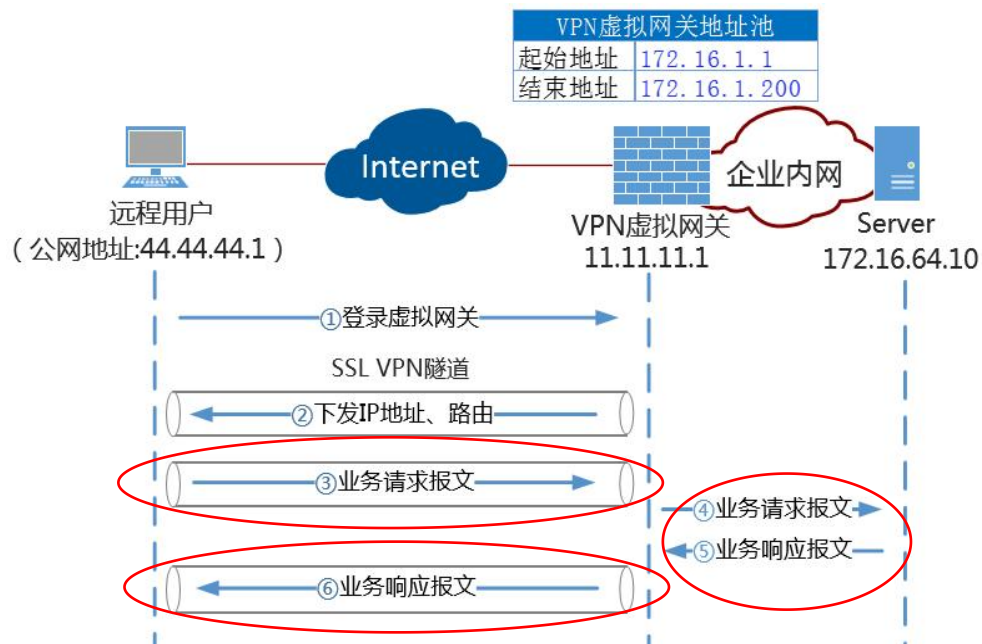 VPN虚拟网关地址池
起始地址 172.16.1.1
结束地址 172.16.1.200
Internet
企业内网
远程用户
(公网地址:44.44.44.1)
VPN虚拟网关
11.11.11.1
Server
172.16.64.10
①登录虚拟网关
SSL VPN隧道
②下发IP地址、路由
③业务请求报文
④业务请求报文
⑤业务响应报文
⑥业务响应报文